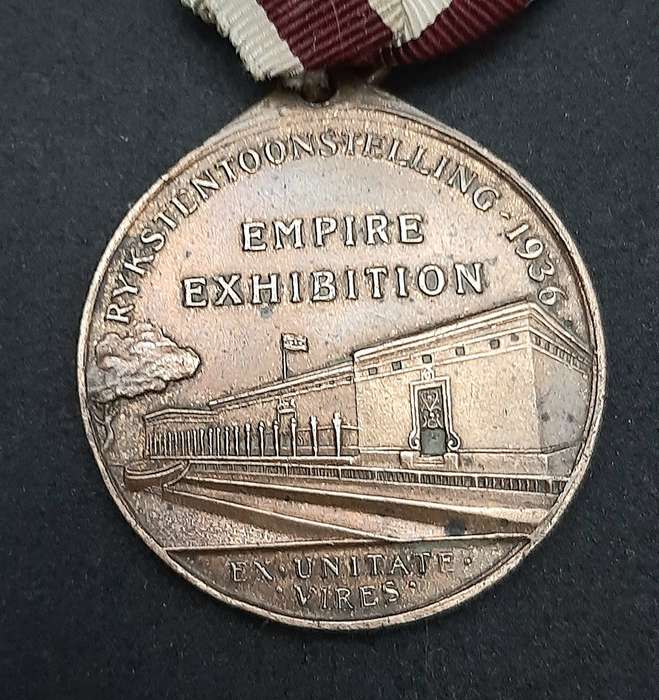 RYKSTENTOONSTELLING · 1936
EMPIRE
EXHIBITION
EX · UNITATE ·
· VIRES ·